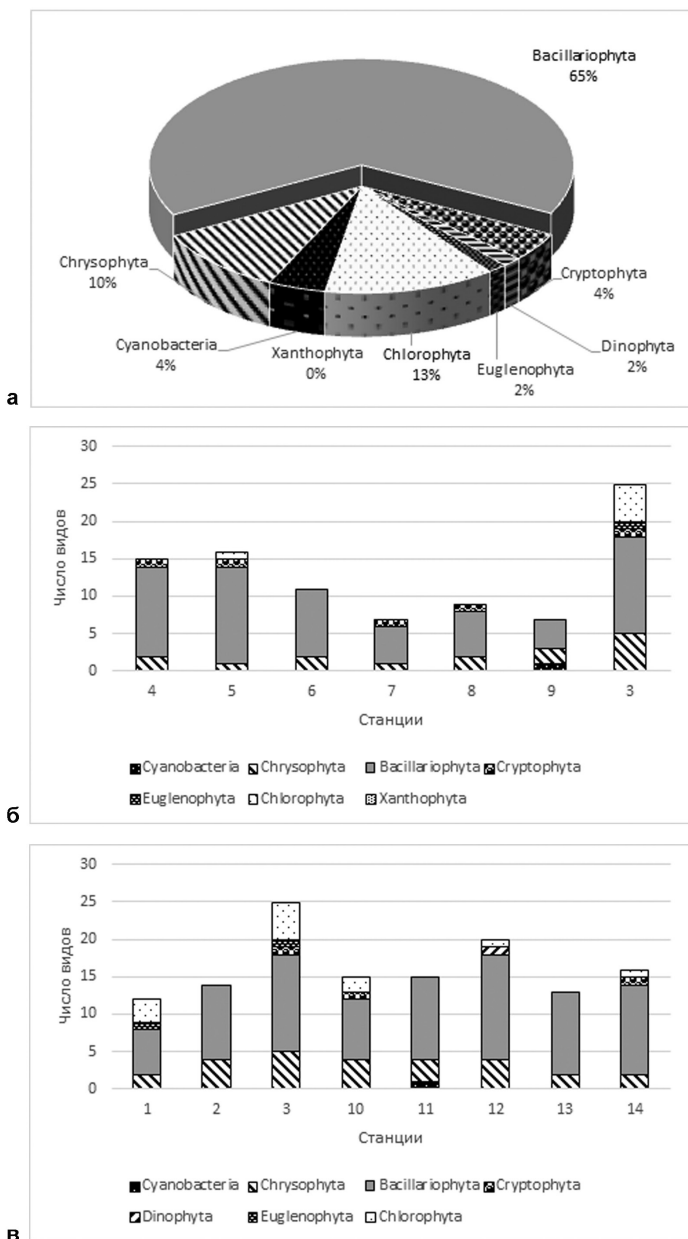 Bacillariophyta
65%
Chrysophyta
10%
Cryptophyta
4%
Cyanobacteria
4%
Xanthophyta
0%
Chlorophyta
13%
Euglenophyta
2%
Dinophyta
2%
а
30
25
20
15
10
5
0
Число видов
4 5 6 7 8 9 3
Станции
Cyanobacteria Chrysophyta Bacillariophyta Cryptophyta
Euglenophyta Chlorophyta Xanthophyta
б
30
25
20
15
10
5
0
Число видов
1 2 3 10 11 12 13 14
Станции
Cyanobacteria Chrysophyta Bacillariophyta Cryptophyta
Dinophyta Euglenophyta Chlorophyta
в